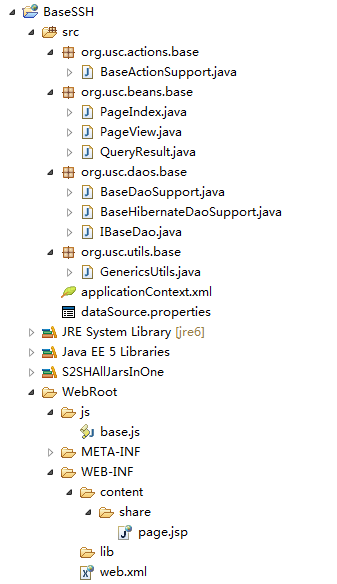 BaseSSH
src
org.usc.actions.base
BaseActionSupport.java
org.usc.beans.base
PageIndex.java
PageView.java
QueryResult.java
org.usc.daos.base
BaseDaoSupport.java
BaseHibernateDaoSupport.java
IBaseDao.java
org.usc.utils.base
GenericsUtils.java
applicationContext.xml
dataSource.properties
JRE System Library [jre6]
Java EE 5 Libraries
S2SHAllJarsInOne
WebRoot
js
base.js
META-INF
WEB-INF
content
share
page.jsp
lib
web.xml